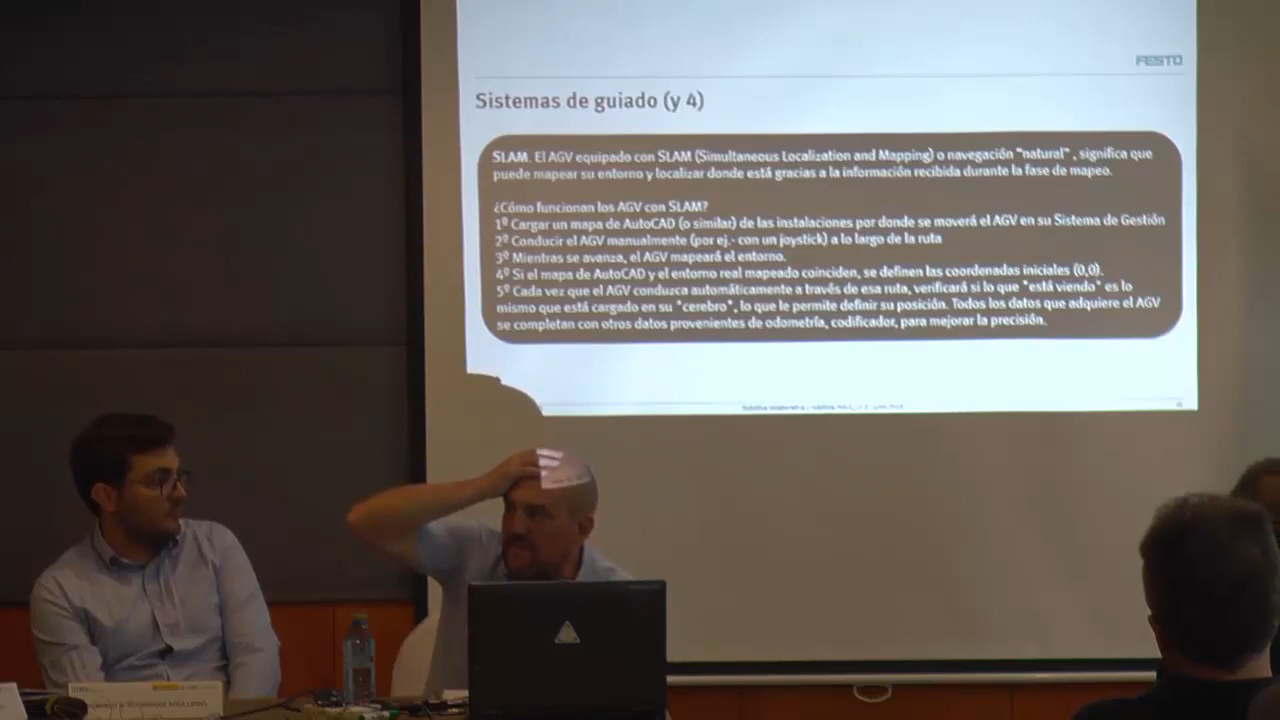 FESTO
Sistemas de guiado (y 4)
SLAM. El AGV equipado con SLAM (Simultaneous Localization and Mapping) o navegación "natural" , significa que
puede mapear su entorno y localizar donde está gracias a la información recibida durante la fase de mapeo.
¿Cómo funcionan los AGV con SLAM?
1º Cargar un mapa de AutoCAD (o similar) de las instalaciones por donde se moverá el AGV en su Sistema de Gestión
2º Conducir el AGV manualmente (por ej.- con un joystick) a lo largo de la ruta
3º Mientras se avanza, el AGV mapeará el entorno.
4º Si el mapa de AutoCAD y el entorno real mapeado coinciden, se definen las coordenadas iniciales (0,0).
5º Cada vez que el AGV conduzca automáticamente a través de esa ruta, verificará si lo que "está viendo" es lo
mismo que está cargado en su "cerebro", lo que le permite definir su posición. Todos los datos que adquiere el AGV
se completan con otros datos provenientes de odometría, codificador, para mejorar la precisión.